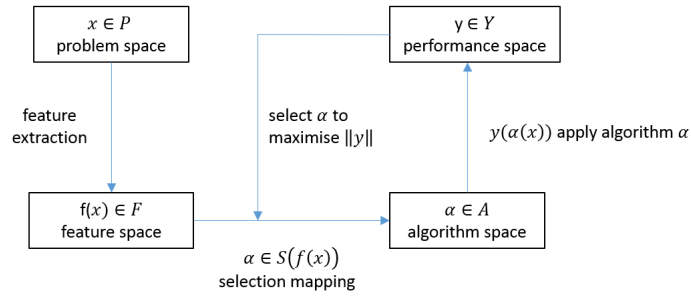 x ∈ P
problem space
y ∈ Y
performance space
feature
extraction
select α to
maximise ‖y‖
y(α(x)) apply algorithm α
f(x) ∈ F
feature space
α ∈ A
algorithm space
α ∈ S(f(x))
selection mapping